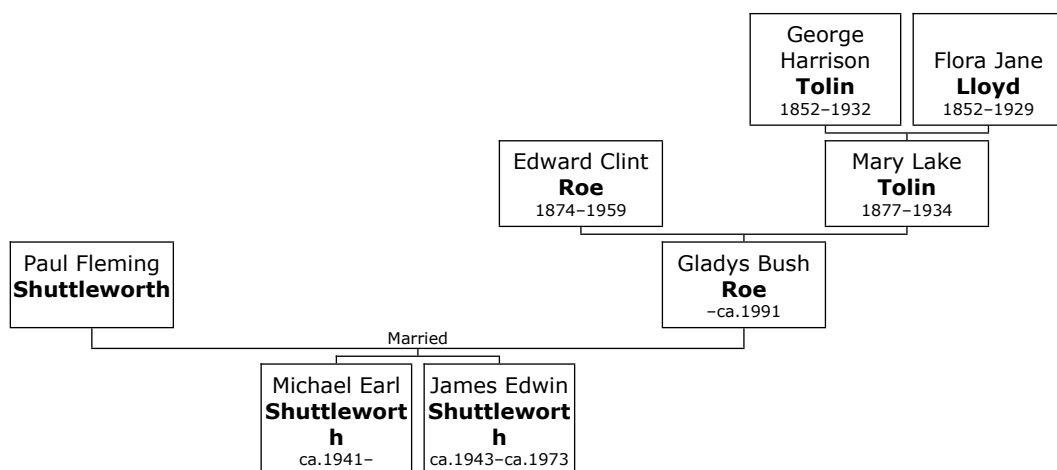 George
Harrison
Tolin
1852–1932
Flora Jane
Lloyd
1852–1929
Edward Clint
Roe
1874–1959
Mary Lake
Tolin
1877–1934
Paul Fleming
Shuttleworth
Gladys Bush
Roe
–ca.1991
Married
Michael Earl
Shuttlewort
h
ca.1941–
James Edwin
Shuttlewort
h
ca.1943–ca.1973